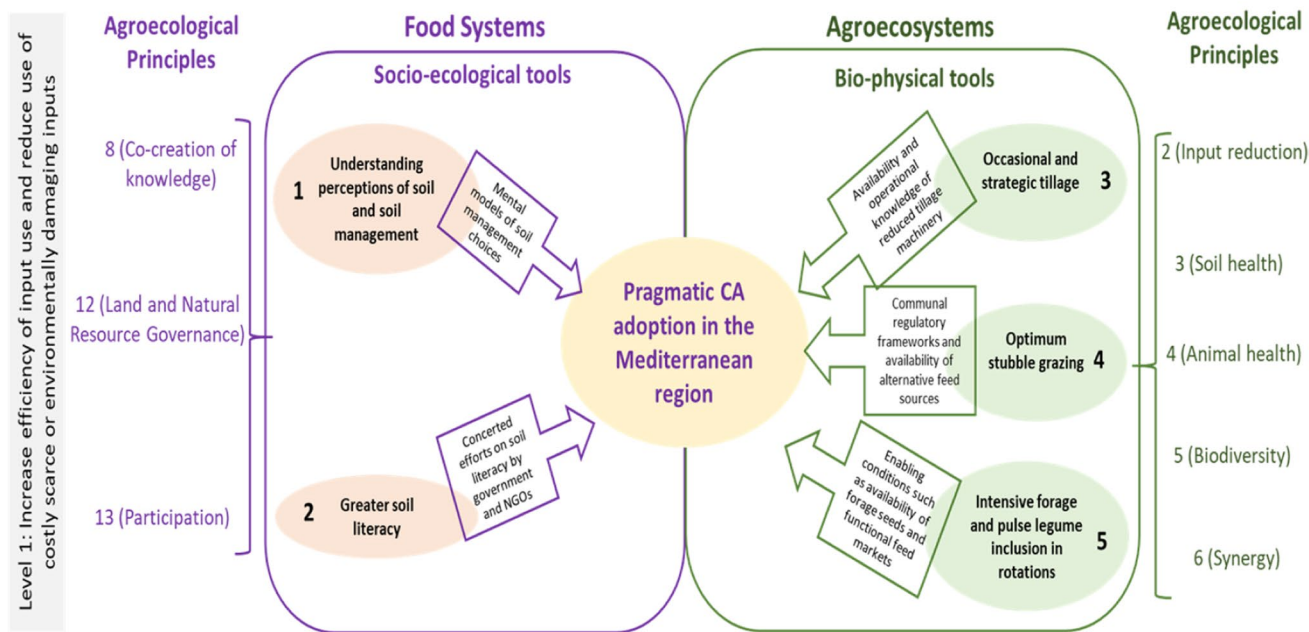 Level 1: Increase efficiency of input use and reduce use of
costly scarce or environmentally damaging inputs
Agroecological
Principles
8 (Co-creation of
knowledge)
12 (Land and Natural
Resource Governance)
13 (Participation)
Food Systems
Socio-ecological tools
1
Understanding
perceptions of soil
and soil
management
Mental
models of soil
management
choices
2
Greater soil
literacy
Concerted
efforts on soil
literacy by
government
and NGOs
Pragmatic CA
adoption in the
Mediterranean
region
Agroecosystems
Bio-physical tools
Availability and
operational
knowledge of
reduced tillage
machinery
Occasional and
strategic tillage
3
Communal
regulatory
frameworks and
availability of
alternative feed
sources
Optimum
stubble grazing
4
Enabling
conditions such
as availability of
forage seeds and
functional feed
markets
Intensive forage
and pulse legume
inclusion in
rotations
5
Agroecological
Principles
2 (Input reduction)
3 (Soil health)
4 (Animal health)
5 (Biodiversity)
6 (Synergy)